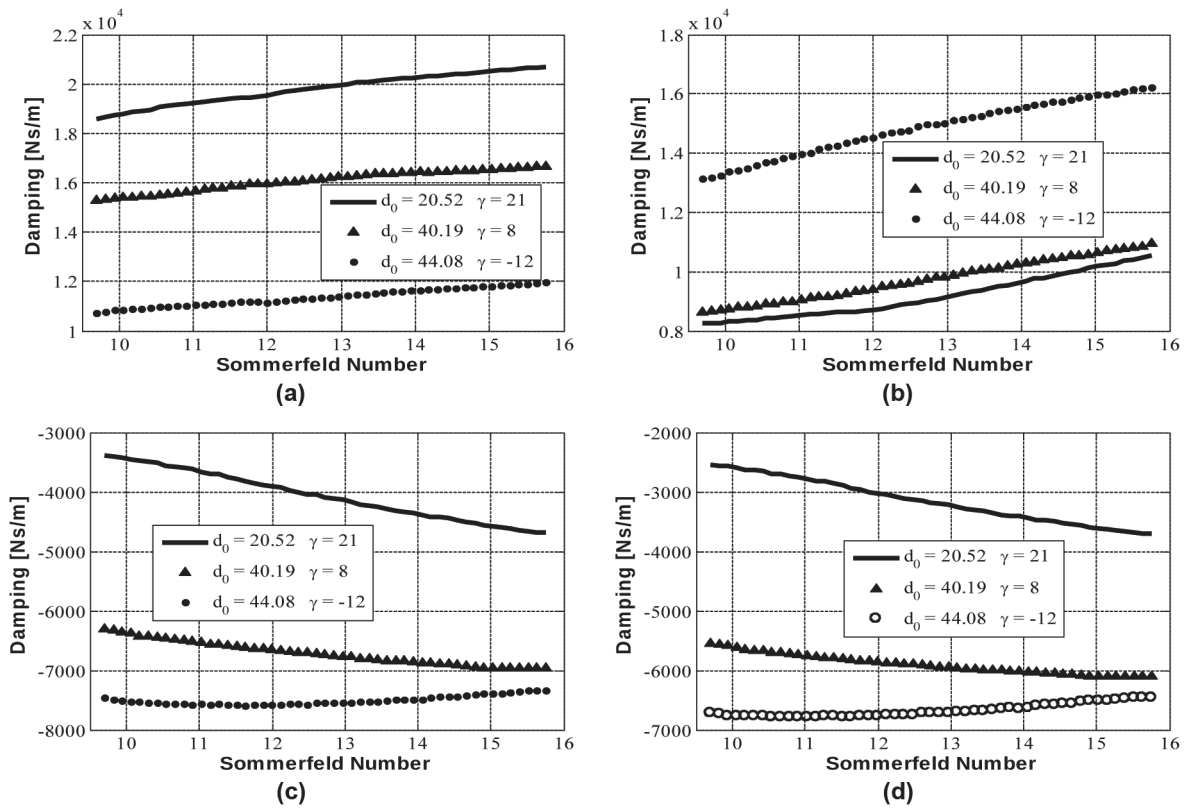 x 10⁴
2.2
2
1.8
1.6
1.4
1.2
1
Damping [Ns/m]
d₀ = 20.52 γ = 21
d₀ = 40.19 γ = 8
d₀ = 44.08 γ = -12
10 11 12 13 14 15 16
Sommerfeld Number
(a)
x 10⁴
1.8
1.6
1.4
1.2
1
0.8
Damping [Ns/m]
d₀ = 20.52 γ = 21
d₀ = 40.19 γ = 8
d₀ = 44.08 γ = -12
10 11 12 13 14 15 16
Sommerfeld Number
(b)
-3000
-4000
-5000
-6000
-7000
-8000
Damping [Ns/m]
d₀ = 20.52 γ = 21
d₀ = 40.19 γ = 8
d₀ = 44.08 γ = -12
10 11 12 13 14 15 16
Sommerfeld Number
(c)
-2000
-3000
-4000
-5000
-6000
-7000
Damping [Ns/m]
d₀ = 20.52 γ = 21
d₀ = 40.19 γ = 8
d₀ = 44.08 γ = -12
10 11 12 13 14 15 16
Sommerfeld Number
(d)